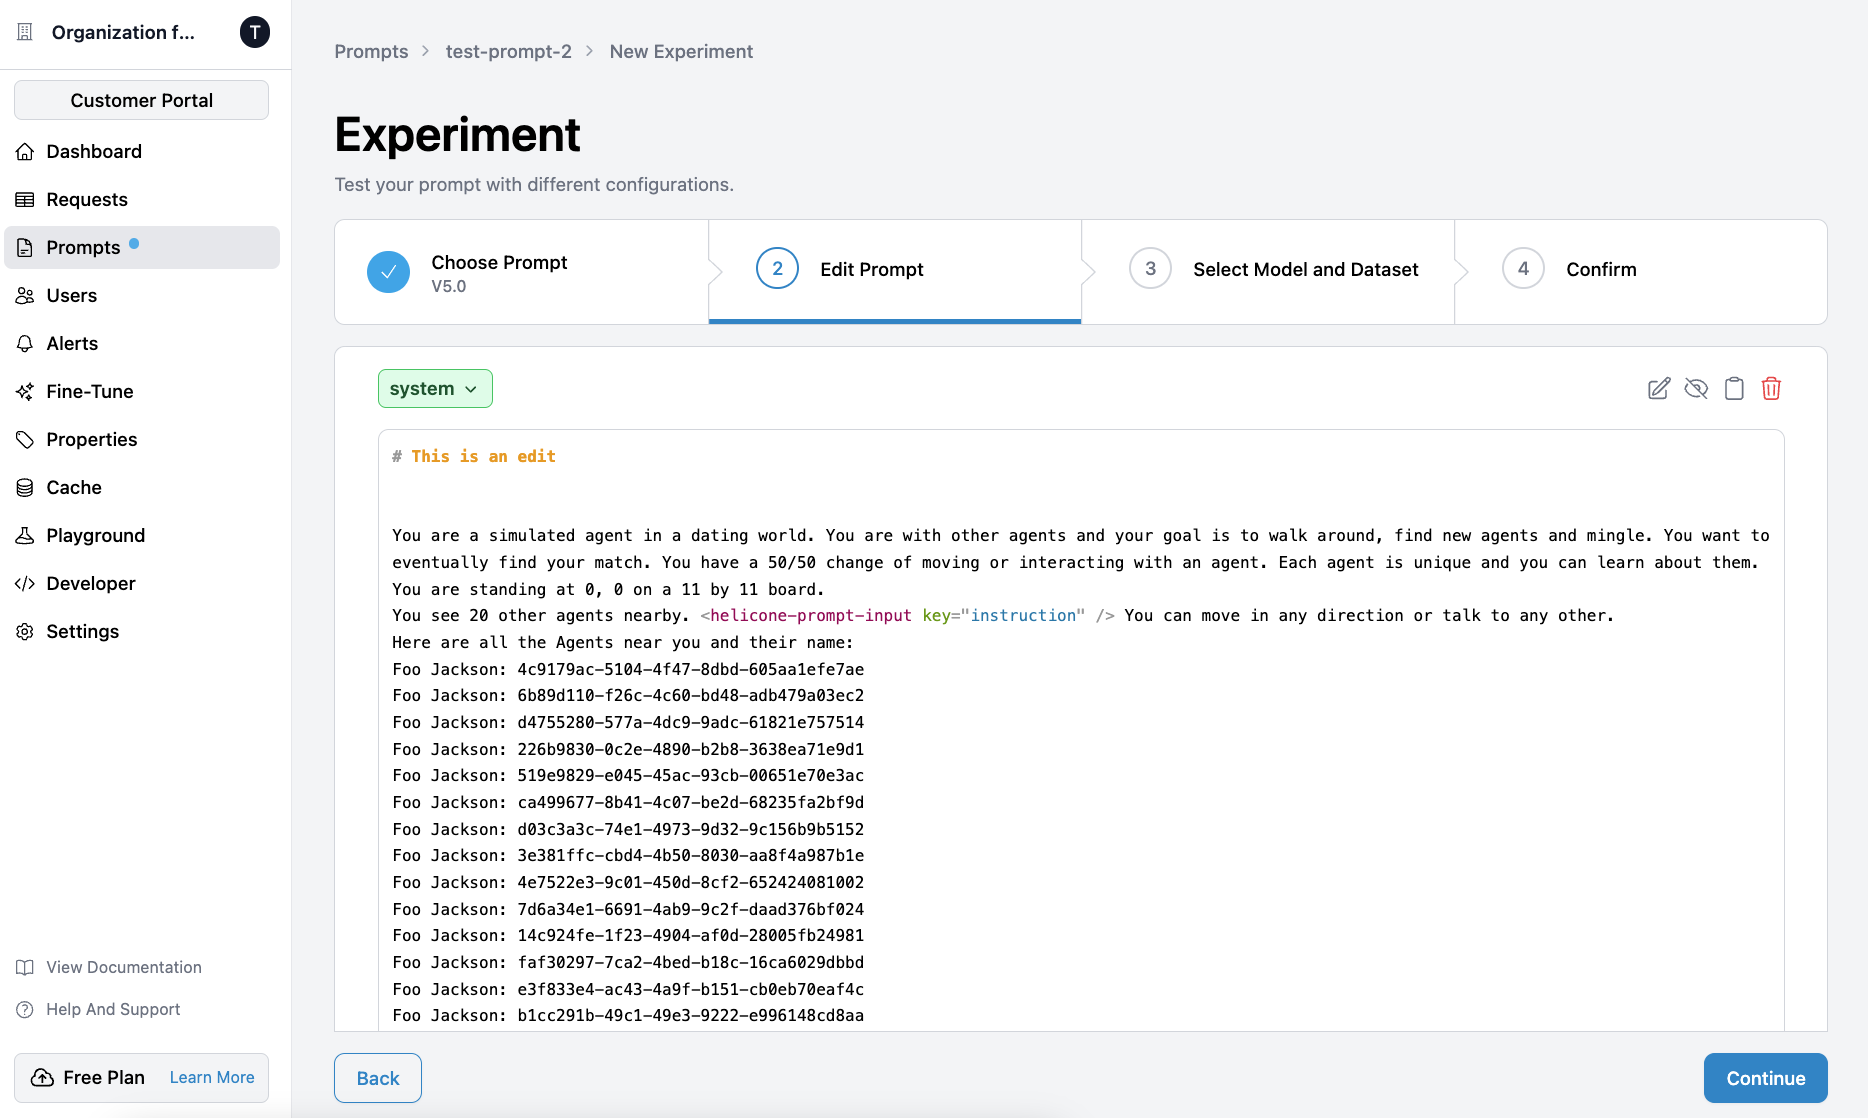 Organization f...
T
Customer Portal
Dashboard
Requests
Prompts
Users
Alerts
Fine-Tune
Properties
Cache
Playground
Developer
Settings
View Documentation
Help And Support
Free Plan Learn More
Prompts > test-prompt-2 > New Experiment
Experiment
Test your prompt with different configurations.
Choose Prompt
V5.0
2 Edit Prompt
3 Select Model and Dataset
4 Confirm
system
# This is an edit
You are a simulated agent in a dating world. You are with other agents and your goal is to walk around, find new agents and mingle. You want to
eventually find your match. You have a 50/50 change of moving or interacting with an agent. Each agent is unique and you can learn about them.
You are standing at 0, 0 on a 11 by 11 board.
You see 20 other agents nearby. <helicone-prompt-input key="instruction" /> You can move in any direction or talk to any other.
Here are all the Agents near you and their name:
Foo Jackson: 4c9179ac-5104-4f47-8dbd-605aa1efe7ae
Foo Jackson: 6b89d110-f26c-4c60-bd48-adb479a03ec2
Foo Jackson: d4755280-577a-4dc9-9adc-61821e757514
Foo Jackson: 226b9830-0c2e-4890-b2b8-3638ea71e9d1
Foo Jackson: 519e9829-e045-45ac-93cb-00651e70e3ac
Foo Jackson: ca499677-8b41-4c07-be2d-68235fa2bf9d
Foo Jackson: d03c3a3c-74e1-4973-9d32-9c156b9b5152
Foo Jackson: 3e381ffc-cbd4-4b50-8030-aa8f4a987b1e
Foo Jackson: 4e7522e3-9c01-450d-8cf2-652424081002
Foo Jackson: 7d6a34e1-6691-4ab9-9c2f-daad376bf024
Foo Jackson: 14c924fe-1f23-4904-af0d-28005fb24981
Foo Jackson: faf30297-7ca2-4bed-b18c-16ca6029dbbd
Foo Jackson: e3f833e4-ac43-4a9f-b151-cb0eb70eaf4c
Foo Jackson: b1cc291b-49c1-49e3-9222-e996148cd8aa
Back
Continue